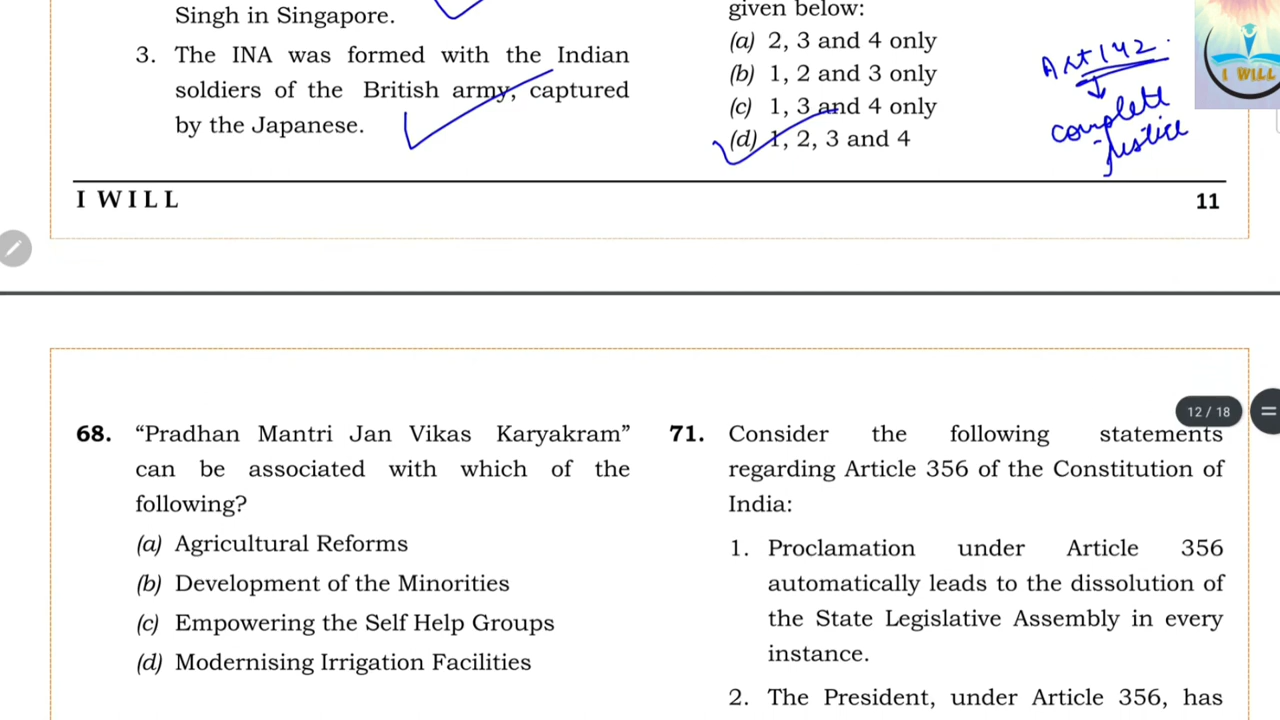 Singh in Singapore.
3. The INA was formed with the Indian
soldiers of the British army, captured
by the Japanese.
given below:
(a) 2, 3 and 4 only
(b) 1, 2 and 3 only
(c) 1, 3 and 4 only
(d) 1, 2, 3 and 4
Art 142.
complete
Justice
I WILL
I WILL
11
12 / 18
68. “Pradhan Mantri Jan Vikas Karyakram”
can be associated with which of the
following?
(a) Agricultural Reforms
(b) Development of the Minorities
(c) Empowering the Self Help Groups
(d) Modernising Irrigation Facilities
71. Consider the following statements
regarding Article 356 of the Constitution of
India:
1. Proclamation under Article 356
automatically leads to the dissolution of
the State Legislative Assembly in every
instance.
2. The President, under Article 356, has